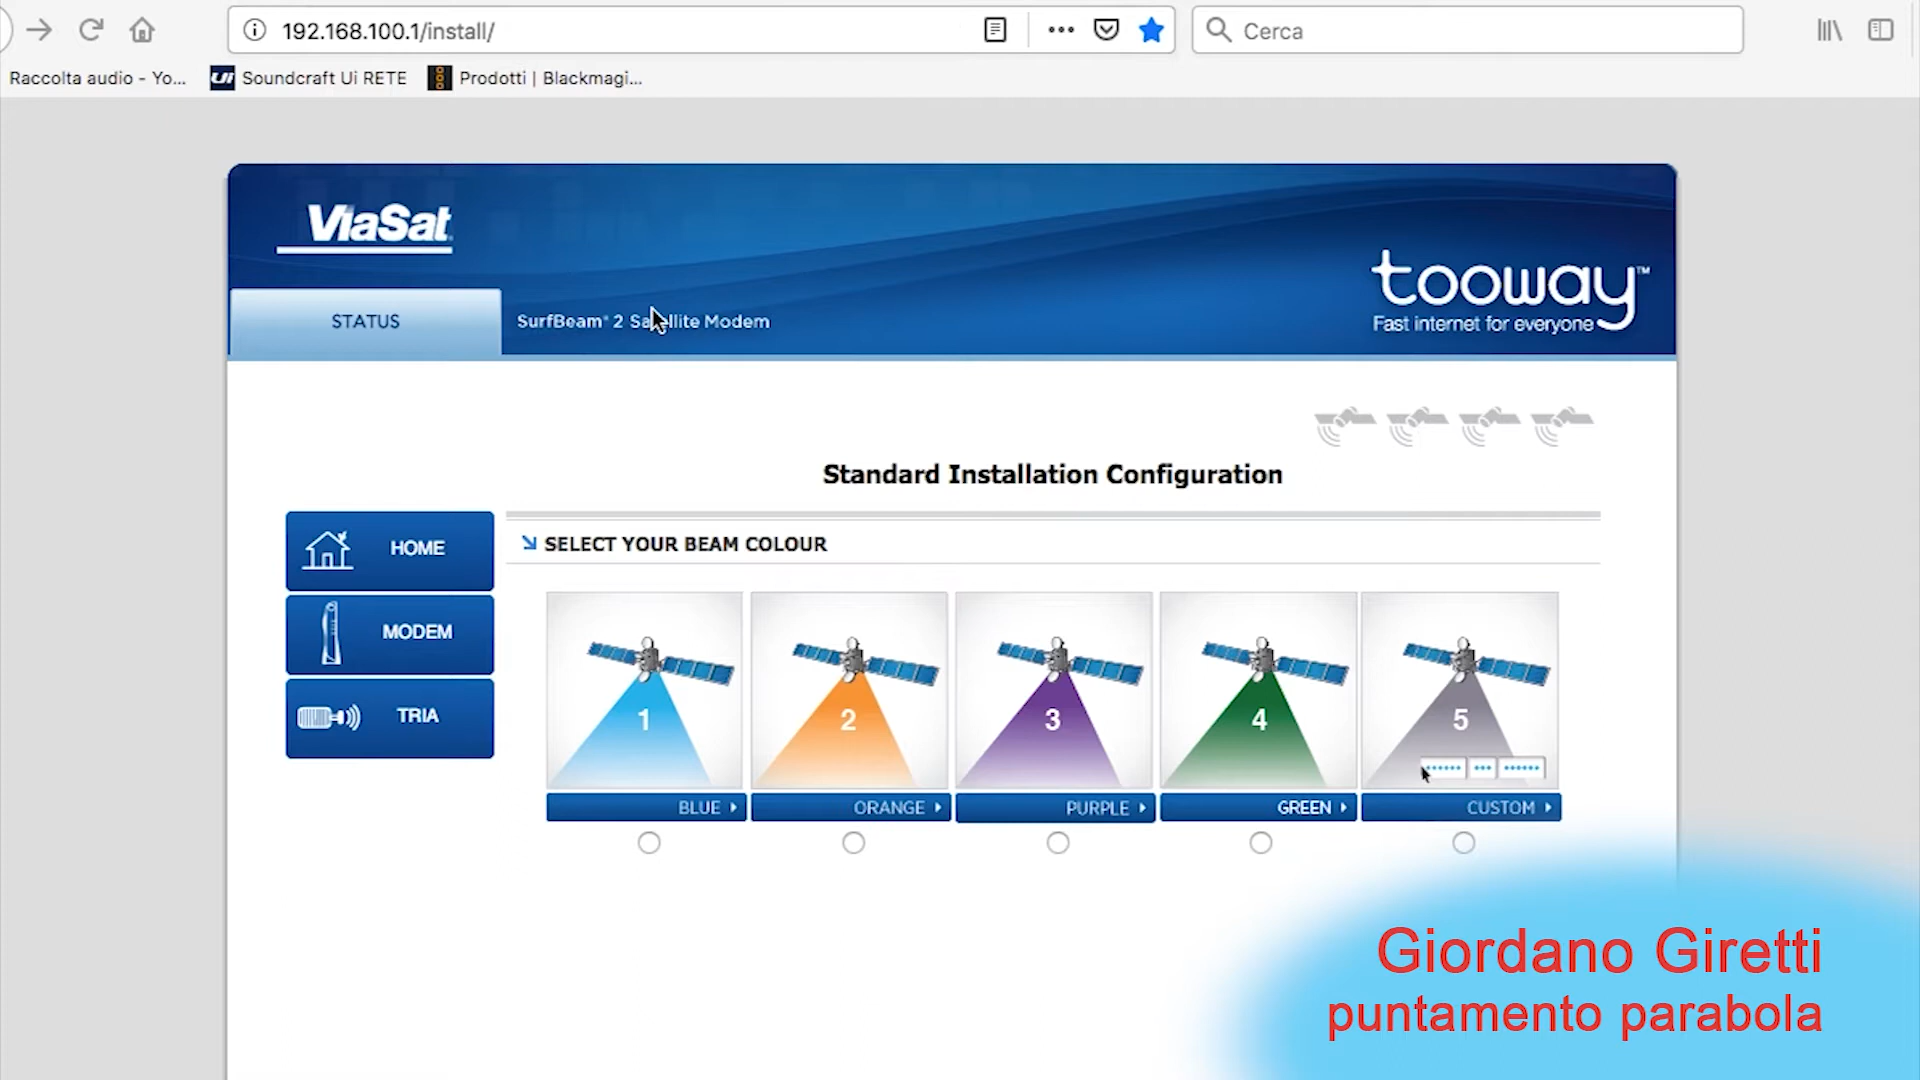 192.168.100.1/install/
Cerca
Raccolta audio - Yo...
Ui Soundcraft Ui RETE
Prodotti | Blackmagi...
ViaSat
tooway™
Fast internet for everyone
STATUS
SurfBeam® 2 Satellite Modem
Standard Installation Configuration
HOME
MODEM
TRIA
SELECT YOUR BEAM COLOUR
1
2
3
4
5
BLUE
ORANGE
PURPLE
GREEN
CUSTOM
Giordano Giretti
puntamento parabola